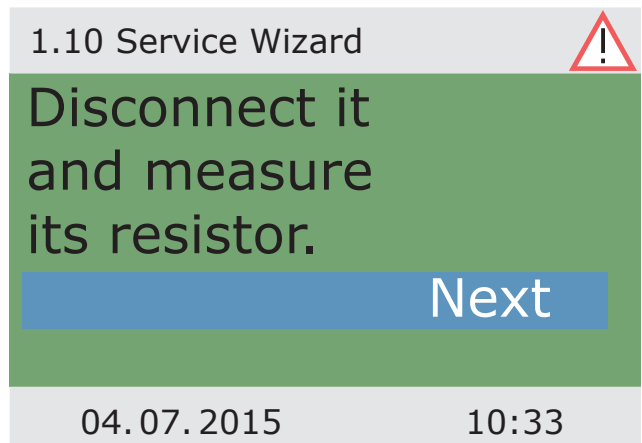 1.10 Service Wizard
Disconnect it
and measure
its resistor.
Next
04.07.2015 10:33